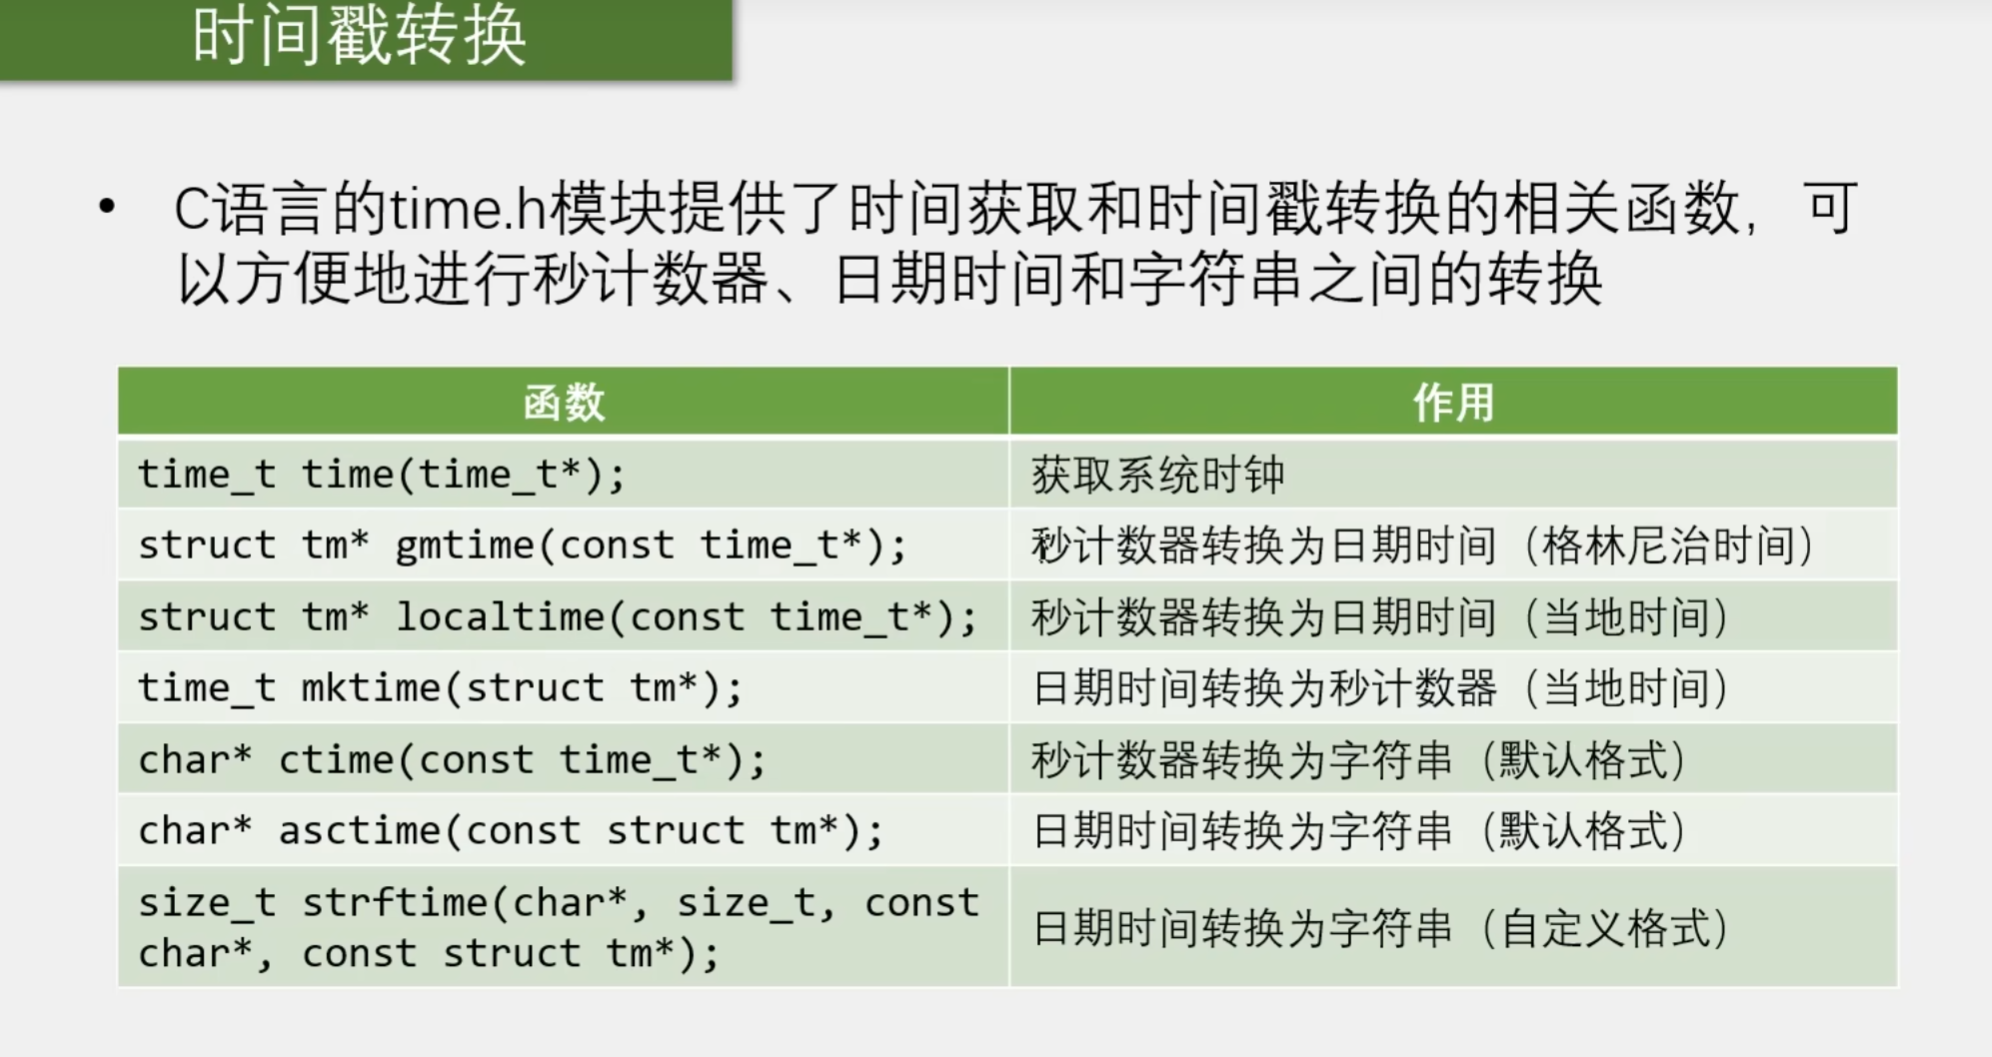 时间戳转换
• C语言的time.h模块提供了时间获取和时间戳转换的相关函数，可
以方便地进行秒计数器、日期时间和字符串之间的转换
函数 作用
time_t time(time_t*); 获取系统时钟
struct tm* gmtime(const time_t*); 秒计数器转换为日期时间（格林尼治时间）
struct tm* localtime(const time_t*); 秒计数器转换为日期时间（当地时间）
time_t mktime(struct tm*); 日期时间转换为秒计数器（当地时间）
char* ctime(const time_t*); 秒计数器转换为字符串（默认格式）
char* asctime(const struct tm*); 日期时间转换为字符串（默认格式）
size_t strftime(char*, size_t, const
char*, const struct tm*);
日期时间转换为字符串（自定义格式）